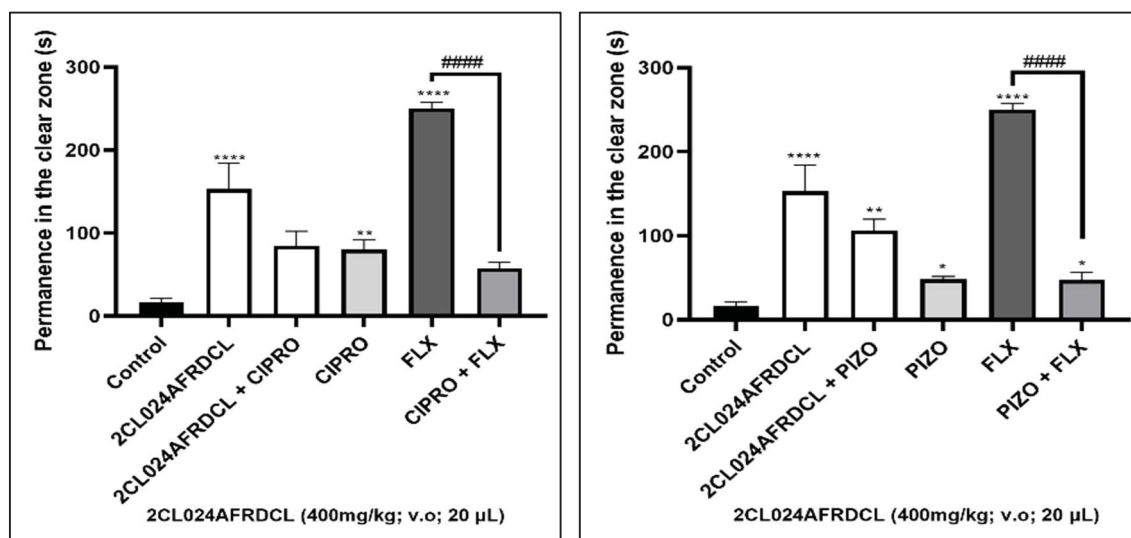 Permanence in the clear zone (s)
300
200
100
0
####
****
****
**
*
Control
2CL024AFRDCL
2CL024AFRDCL + CIPRO
CIPRO
FLX
CIPRO + FLX
2CL024AFRDCL (400mg/kg; v.o; 20 µL)
Permanence in the clear zone (s)
300
200
100
0
####
****
****
**
*
*
Control
2CL024AFRDCL
2CL024AFRDCL + PIZO
PIZO
FLX
PIZO + FLX
2CL024AFRDCL (400mg/kg; v.o; 20 µL)